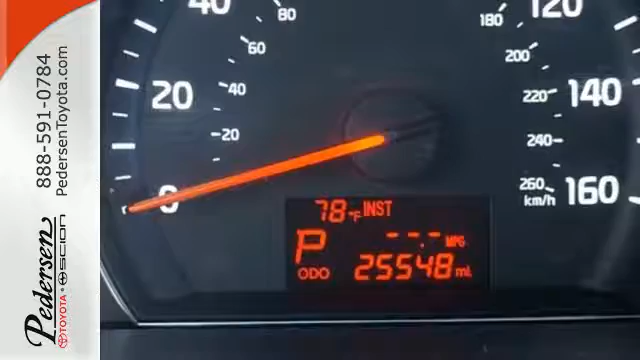 888-591-0784
PedersenToyota.com
Pedersen
TOYOTA • SCION
40
80
60
20
40
20
0
180
120
200
220
140
240
260
km/h
160
78°F INST
P
--.- MPG
ODO
25548 mi.